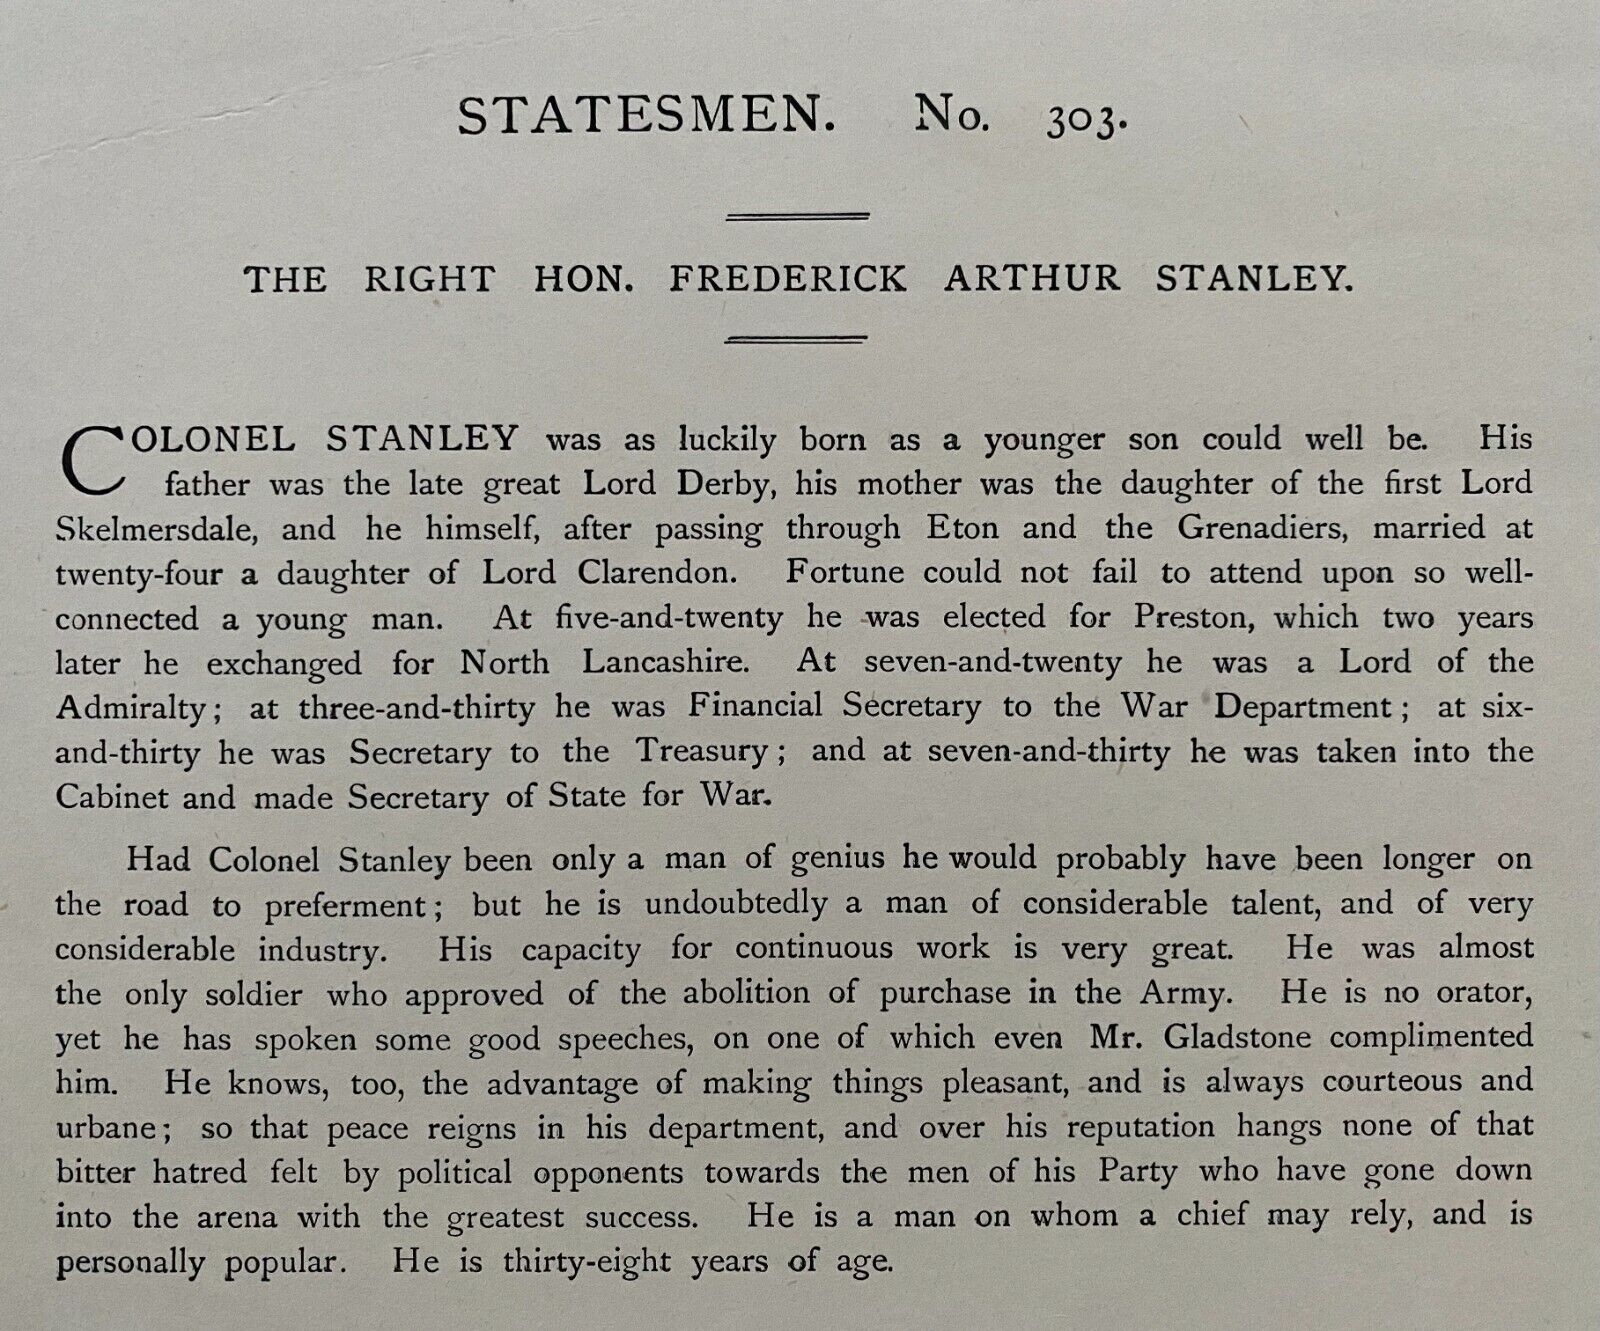 STATESMEN. No. 303.
THE RIGHT HON. FREDERICK ARTHUR STANLEY.
COLONEL STANLEY was as luckily born as a younger son could well be. His
father was the late great Lord Derby, his mother was the daughter of the first Lord
Skelmersdale, and he himself, after passing through Eton and the Grenadiers, married at
twenty-four a daughter of Lord Clarendon. Fortune could not fail to attend upon so well-
connected a young man. At five-and-twenty he was elected for Preston, which two years
later he exchanged for North Lancashire. At seven-and-twenty he was a Lord of the
Admiralty; at three-and-thirty he was Financial Secretary to the War Department; at six-
and-thirty he was Secretary to the Treasury; and at seven-and-thirty he was taken into the
Cabinet and made Secretary of State for War.
Had Colonel Stanley been only a man of genius he would probably have been longer on
the road to preferment; but he is undoubtedly a man of considerable talent, and of very
considerable industry. His capacity for continuous work is very great. He was almost
the only soldier who approved of the abolition of purchase in the Army. He is no orator,
yet he has spoken some good speeches, on one of which even Mr. Gladstone complimented
him. He knows, too, the advantage of making things pleasant, and is always courteous and
urbane; so that peace reigns in his department, and over his reputation hangs none of that
bitter hatred felt by political opponents towards the men of his Party who have gone down
into the arena with the greatest success. He is a man on whom a chief may rely, and is
personally popular. He is thirty-eight years of age.